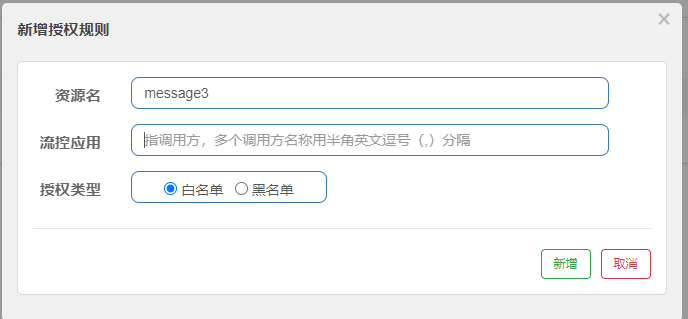 新增授权规则
×
资源名 message3
流控应用 指调用方，多个调用方名称用半角英文逗号（,）分隔
授权类型 白名单 黑名单
新增 取消